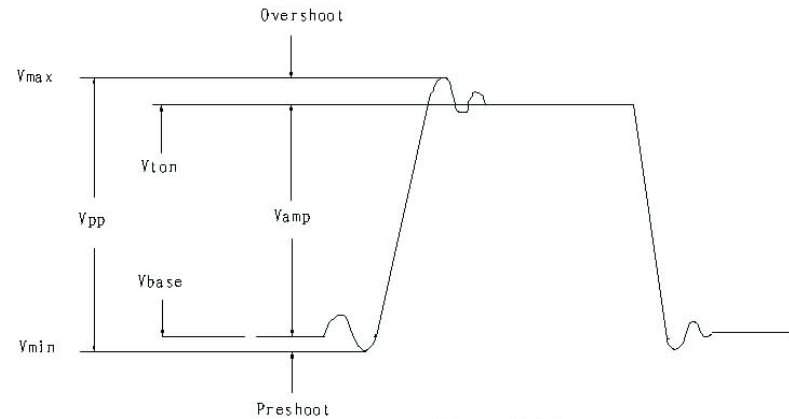 Overshoot
Vmax
Vton
Vpp
Vamp
Vbase
Vmin
Preshoot